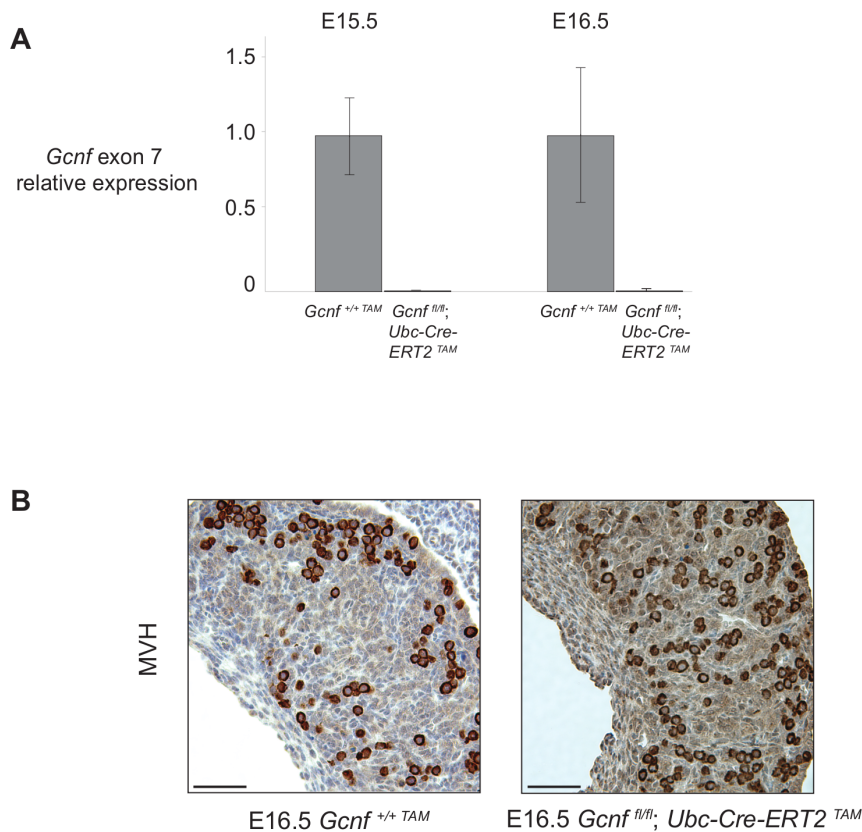 A
E15.5 E16.5
1.5
1.0
0.5
0
Gcnf exon 7
relative expression
Gcnf +/+ TAM
Gcnf fl/fl;
Ubc-Cre-
ERT2 TAM
Gcnf +/+ TAM
Gcnf fl/fl;
Ubc-Cre-
ERT2 TAM
B
MVH
E16.5 Gcnf +/+ TAM
E16.5 Gcnf fl/fl; Ubc-Cre-ERT2 TAM